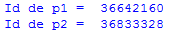 Id de p1 =  36642160
Id de p2 =  36833328